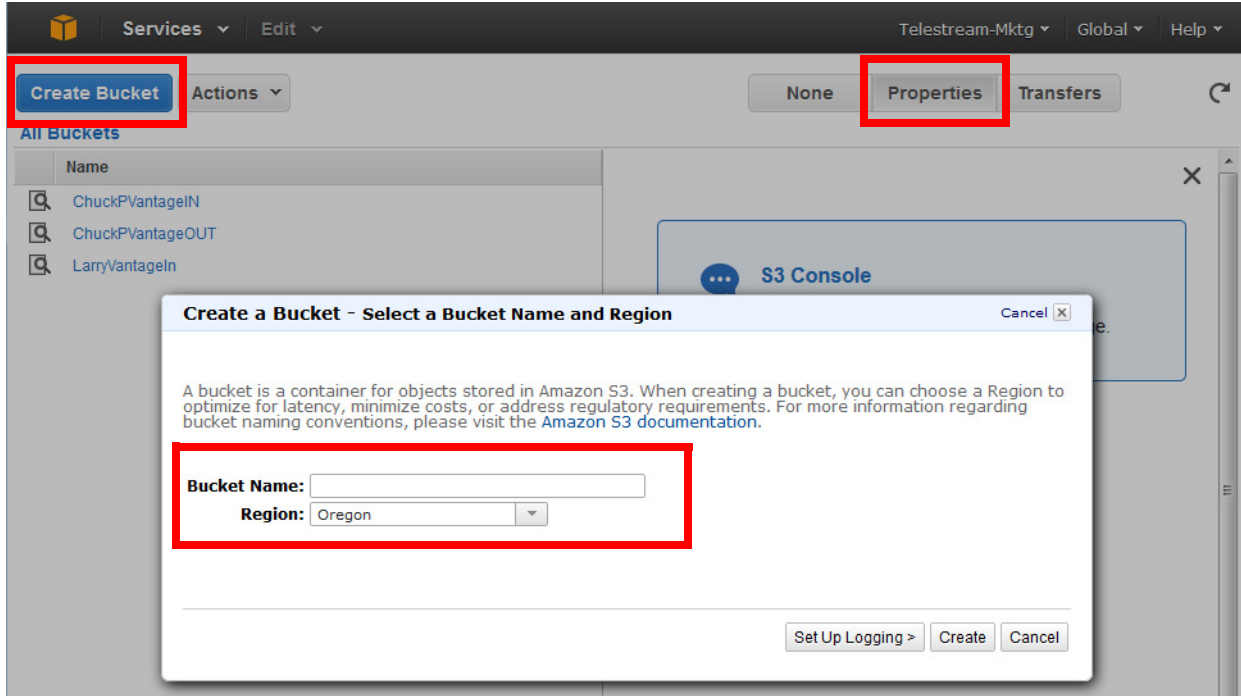 Services Edit Telestream-Mktg Global Help
Create Bucket Actions None Properties Transfers
All Buckets
Name
ChuckPVantageIN
ChuckPVantageOUT
LarryVantageIn
S3 Console
e.
Create a Bucket - Select a Bucket Name and Region Cancel
A bucket is a container for objects stored in Amazon S3. When creating a bucket, you can choose a Region to
optimize for latency, minimize costs, or address regulatory requirements. For more information regarding
bucket naming conventions, please visit the Amazon S3 documentation.
Bucket Name:
Region: Oregon
Set Up Logging > Create Cancel